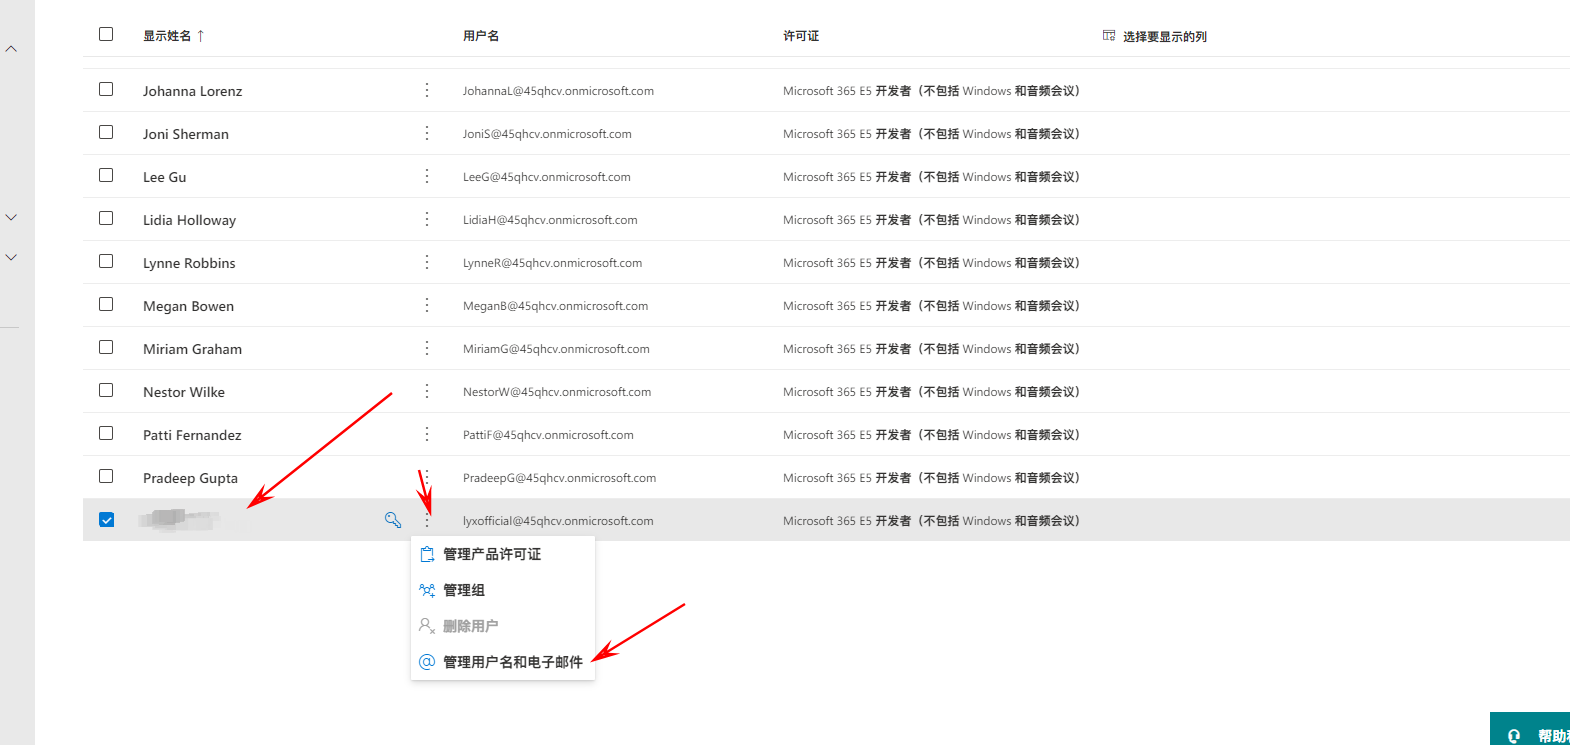 显示姓名 ↑ 用户名 许可证 选择要显示的列
Johanna Lorenz JohannaL@45qhcv.onmicrosoft.com Microsoft 365 E5 开发者（不包括 Windows 和音频会议）
Joni Sherman JoniS@45qhcv.onmicrosoft.com Microsoft 365 E5 开发者（不包括 Windows 和音频会议）
Lee Gu LeeG@45qhcv.onmicrosoft.com Microsoft 365 E5 开发者（不包括 Windows 和音频会议）
Lidia Holloway LidiaH@45qhcv.onmicrosoft.com Microsoft 365 E5 开发者（不包括 Windows 和音频会议）
Lynne Robbins LynneR@45qhcv.onmicrosoft.com Microsoft 365 E5 开发者（不包括 Windows 和音频会议）
Megan Bowen MeganB@45qhcv.onmicrosoft.com Microsoft 365 E5 开发者（不包括 Windows 和音频会议）
Miriam Graham MiriamG@45qhcv.onmicrosoft.com Microsoft 365 E5 开发者（不包括 Windows 和音频会议）
Nestor Wilke NestorW@45qhcv.onmicrosoft.com Microsoft 365 E5 开发者（不包括 Windows 和音频会议）
Patti Fernandez PattiF@45qhcv.onmicrosoft.com Microsoft 365 E5 开发者（不包括 Windows 和音频会议）
Pradeep Gupta PradeepG@45qhcv.onmicrosoft.com Microsoft 365 E5 开发者（不包括 Windows 和音频会议）
lyxofficial@45qhcv.onmicrosoft.com Microsoft 365 E5 开发者（不包括 Windows 和音频会议）
管理产品许可证
管理组
删除用户
管理用户名和电子邮件
帮助